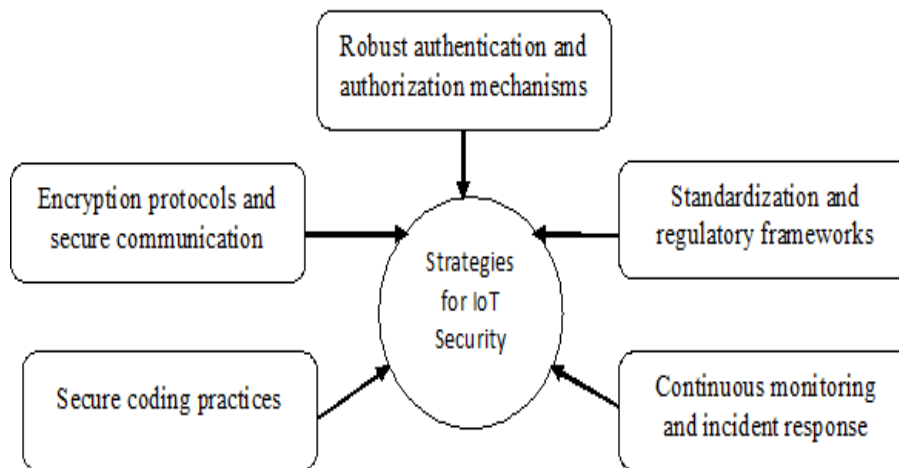 Robust authentication and
authorization mechanisms
Encryption protocols and
secure communication
Standardization and
regulatory frameworks
Strategies
for IoT
Security
Secure coding practices
Continuous monitoring
and incident response